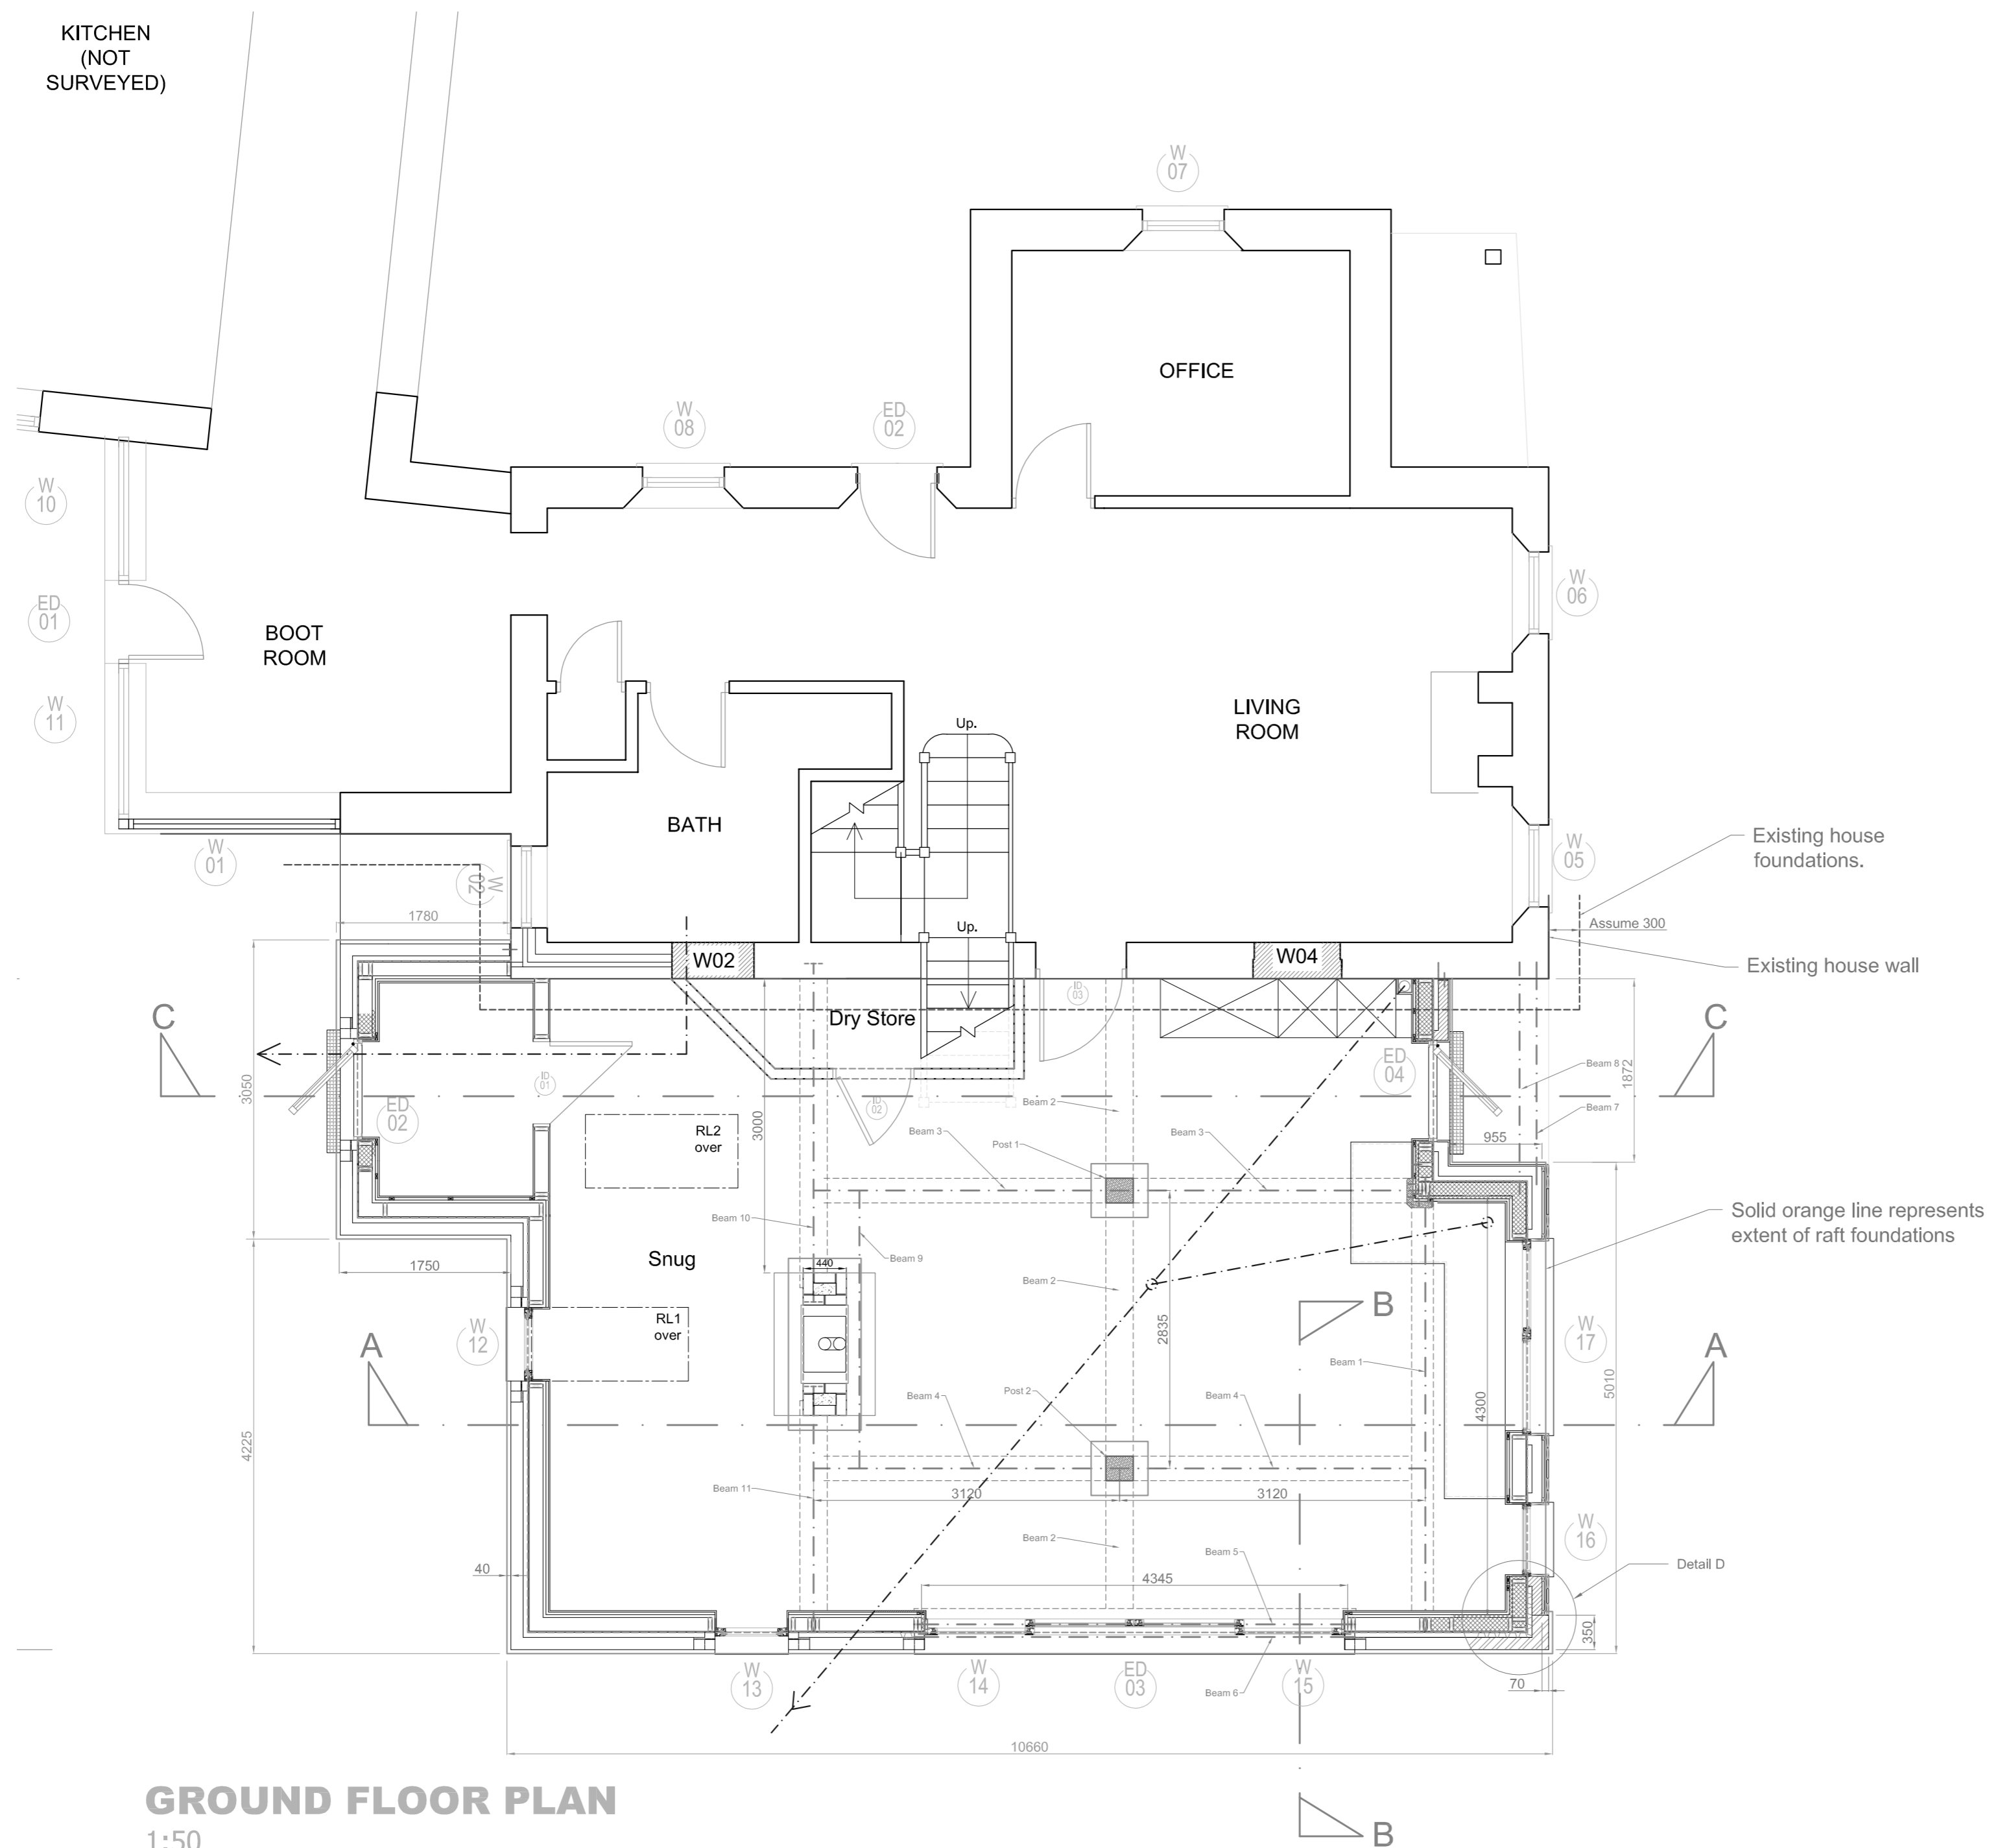 KITCHEN
(NOT
SURVEYED)
W
07
OFFICE
W
08
ED
02
W
10
ED
01
W
11
BOOT
ROOM
W
06
LIVING
ROOM
Up.
BATH
W
01
W
02
W
05
Existing house
foundations.
1780
Up.
Assume 300
W02
W04
Existing house wall
C
Dry Store
ID
03
C
ED
04
Beam 8
1872
3050
ID
01
ED
02
ID
02
Beam 2
Beam 7
RL2
over
3000
Beam 3
Post 1
Beam 3
955
Beam 10
Solid orange line represents
extent of raft foundations
Snug
Beam 9
1750
440
Beam 2
RL1
over
W
12
B
2835
W
17
A
Beam 1
A
Beam 4
Post 2
Beam 4
5010
4300
4225
Beam 11
3120
3120
W
16
Beam 2
Beam 5
Detail D
40
4345
350
W
13
W
14
ED
03
W
15
Beam 6
70
10660
GROUND FLOOR PLAN
1:50
B